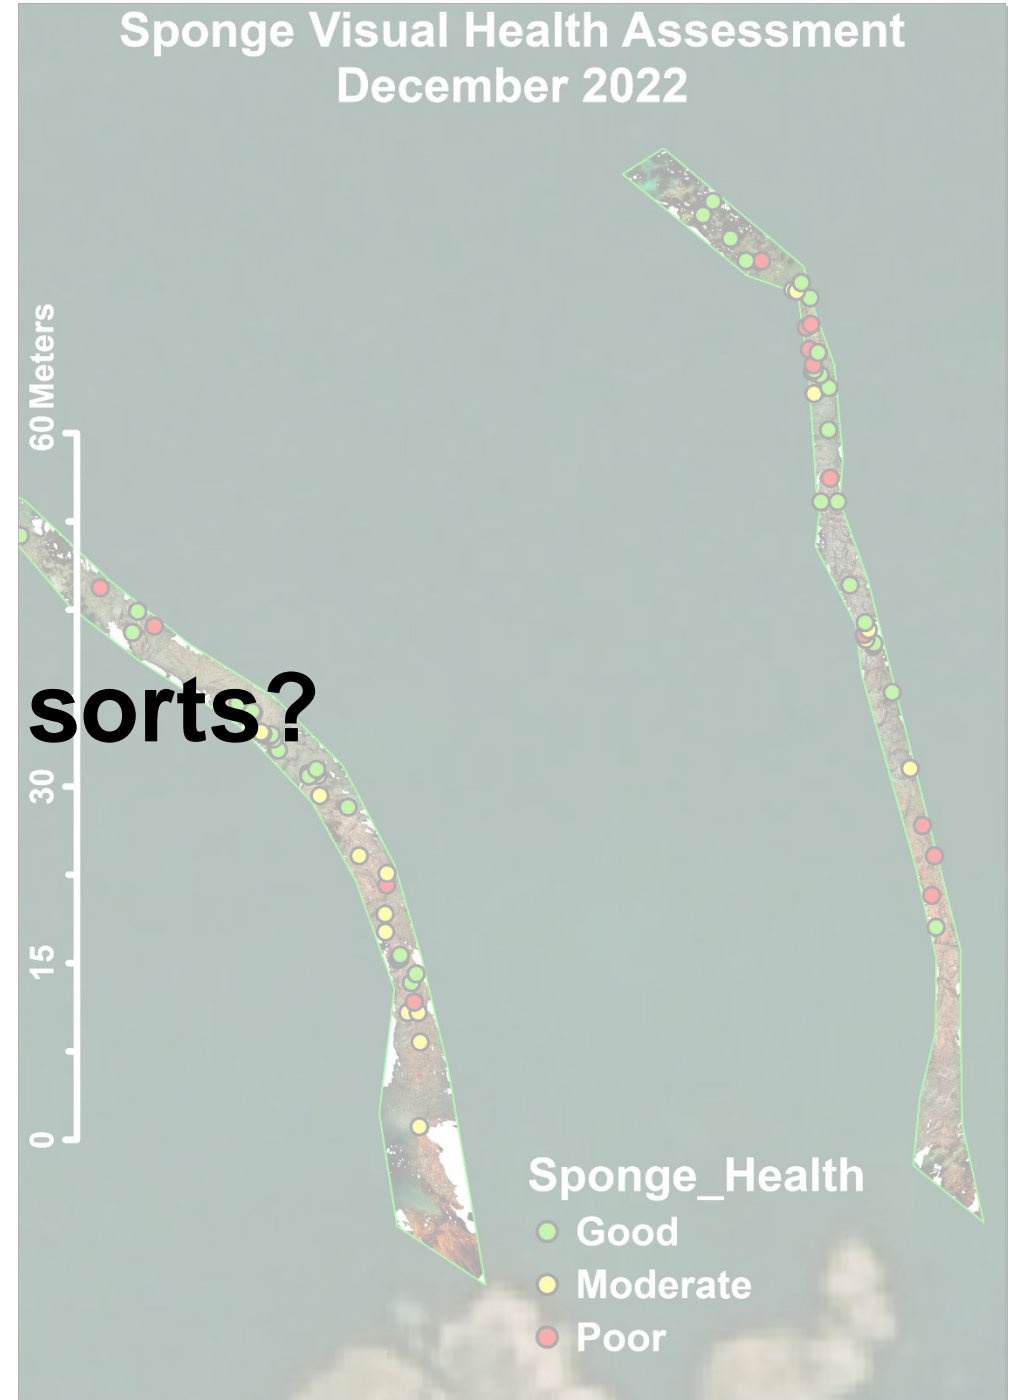 Sponge Visual Health Assessment
December 2022
60 Meters
30
15
0
sorts?
Sponge_Health
Good
Moderate
Poor